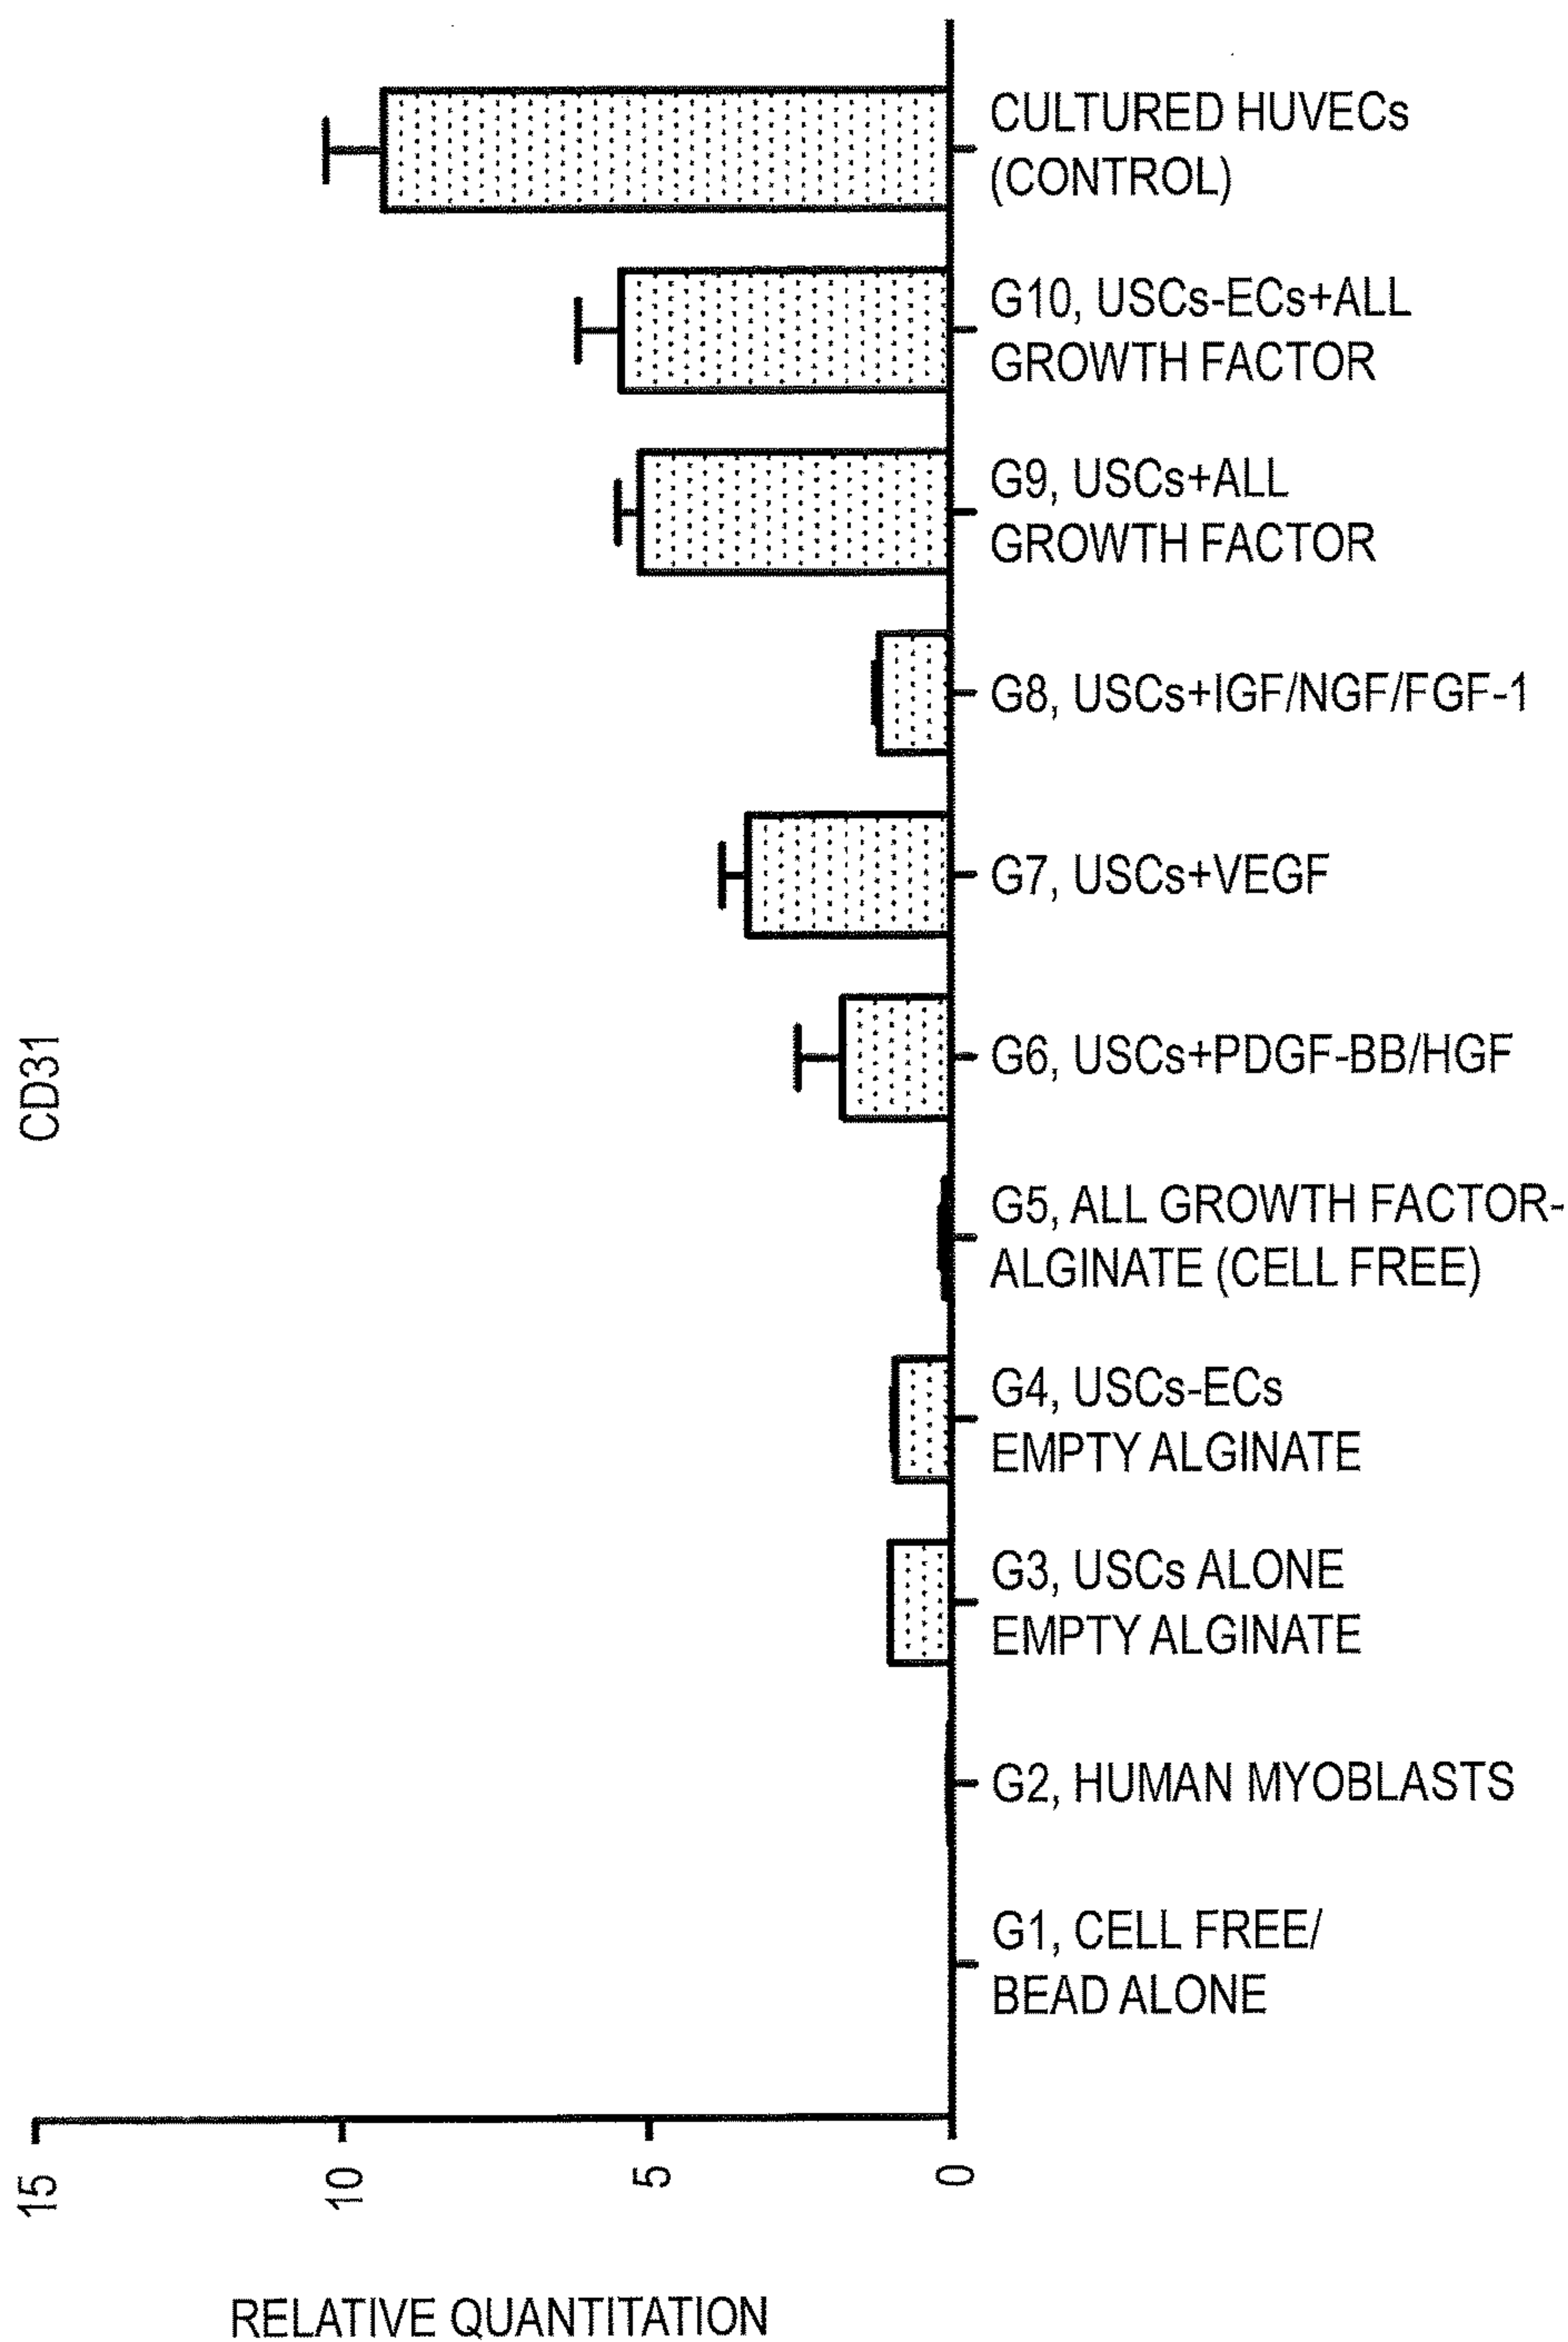 CD31
CULTURED HUVECs
(CONTROL)
G10, USCs-ECs+ALL
GROWTH FACTOR
G9, USCs+ALL
GROWTH FACTOR
G8, USCs+IGF/NGF/FGF-1
G7, USCs+VEGF
G6, USCs+PDGF-BB/HGF
G5, ALL GROWTH FACTOR-
ALGINATE (CELL FREE)
G4, USCs-ECs
EMPTY ALGINATE
G3, USCs ALONE
EMPTY ALGINATE
G2, HUMAN MYOBLASTS
G1, CELL FREE/
BEAD ALONE
15
10
5
0
RELATIVE QUANTITATION